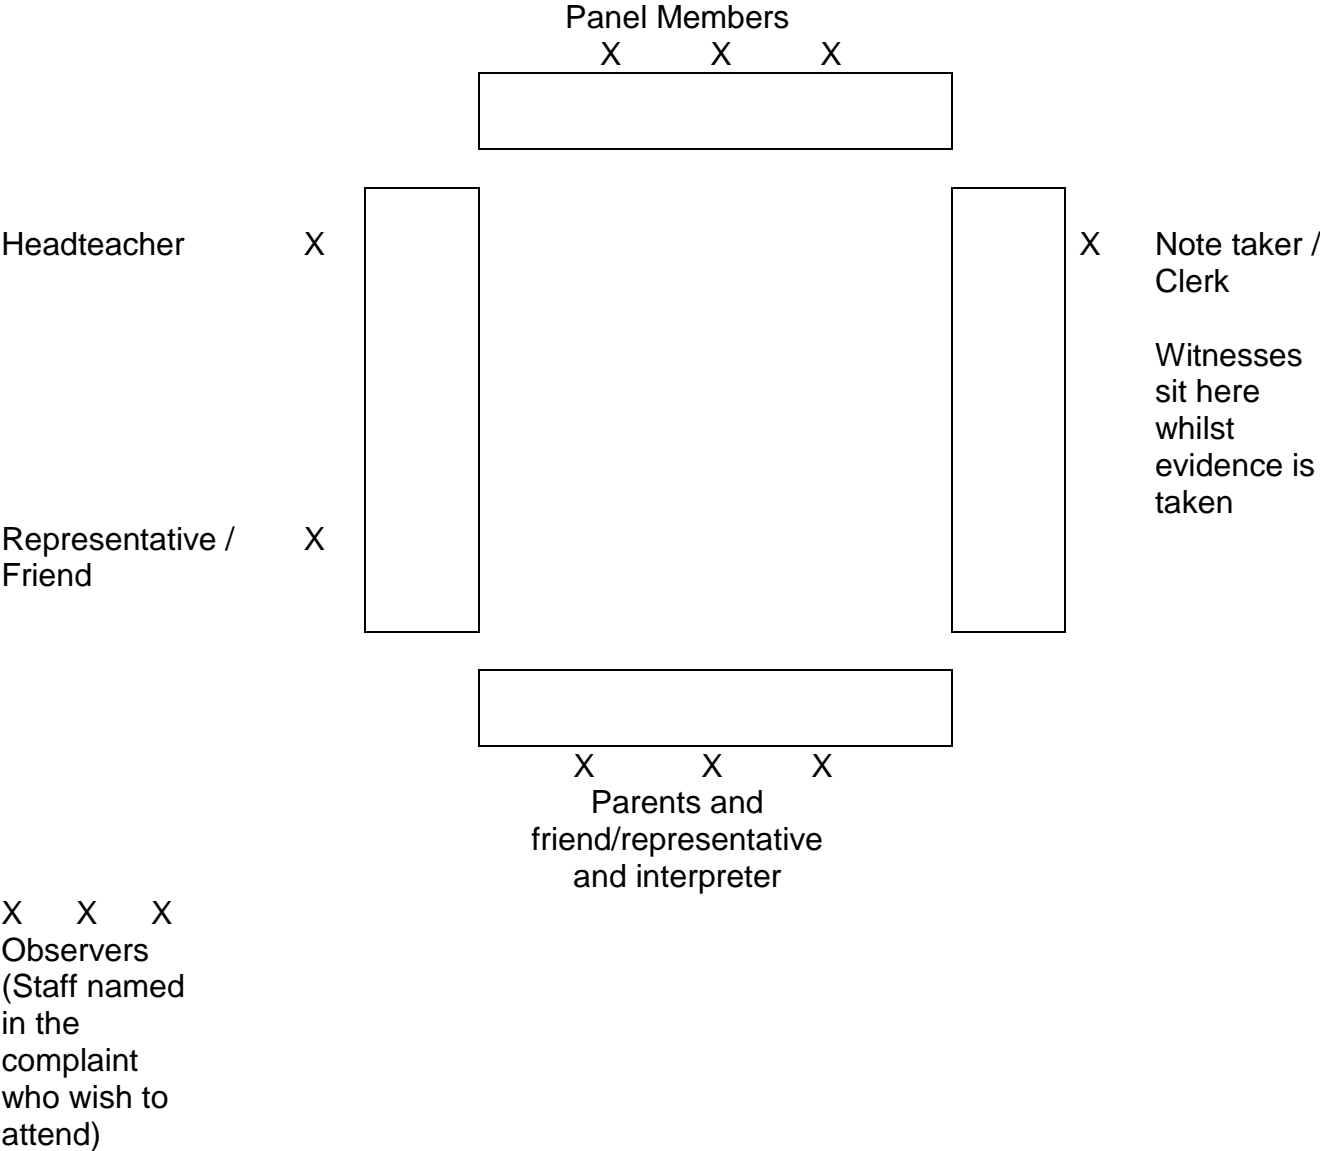 Panel Members
X X X
Headteacher X
X Note taker /
Clerk
Witnesses
sit here
whilst
evidence is
taken
Representative / X
Friend
X X X
Parents and
friend/representative
and interpreter
X X X
Observers
(Staff named
in the
complaint
who wish to
attend)